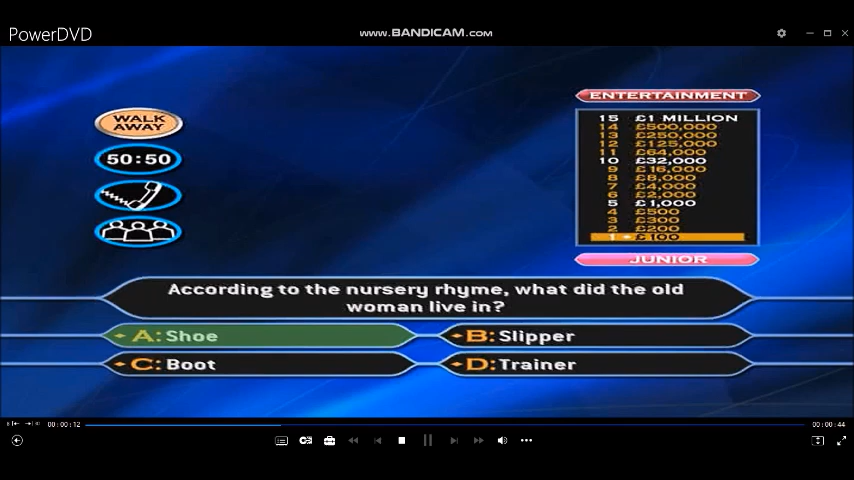 PowerDVD
www.BANDICAM.com
WALK
AWAY
50:50
ENTERTAINMENT
15 £1 MILLION
14 £500,000
13 £250,000
12 £125,000
11 £64,000
10 £32,000
9 £16,000
8 £8,000
7 £4,000
6 £2,000
5 £1,000
4 £500
3 £300
2 £200
1 £100
JUNIOR
According to the nursery rhyme, what did the old
woman live in?
A: Shoe
B: Slipper
C: Boot
D: Trainer
00:00:12
00:00:44